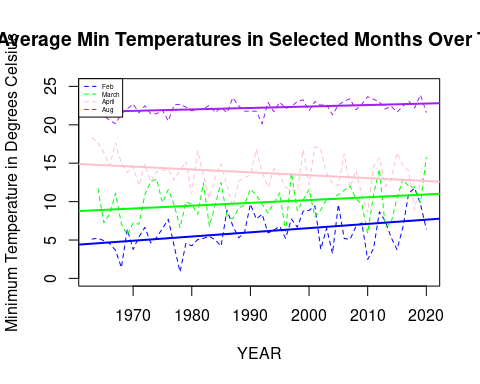 Average Min Temperatures in Selected Months Over
Minimum Temperature in Degrees Celsius
25
20
15
10
5
0
Feb
March
April
Aug
1970
1980
1990
2000
2010
2020
YEAR